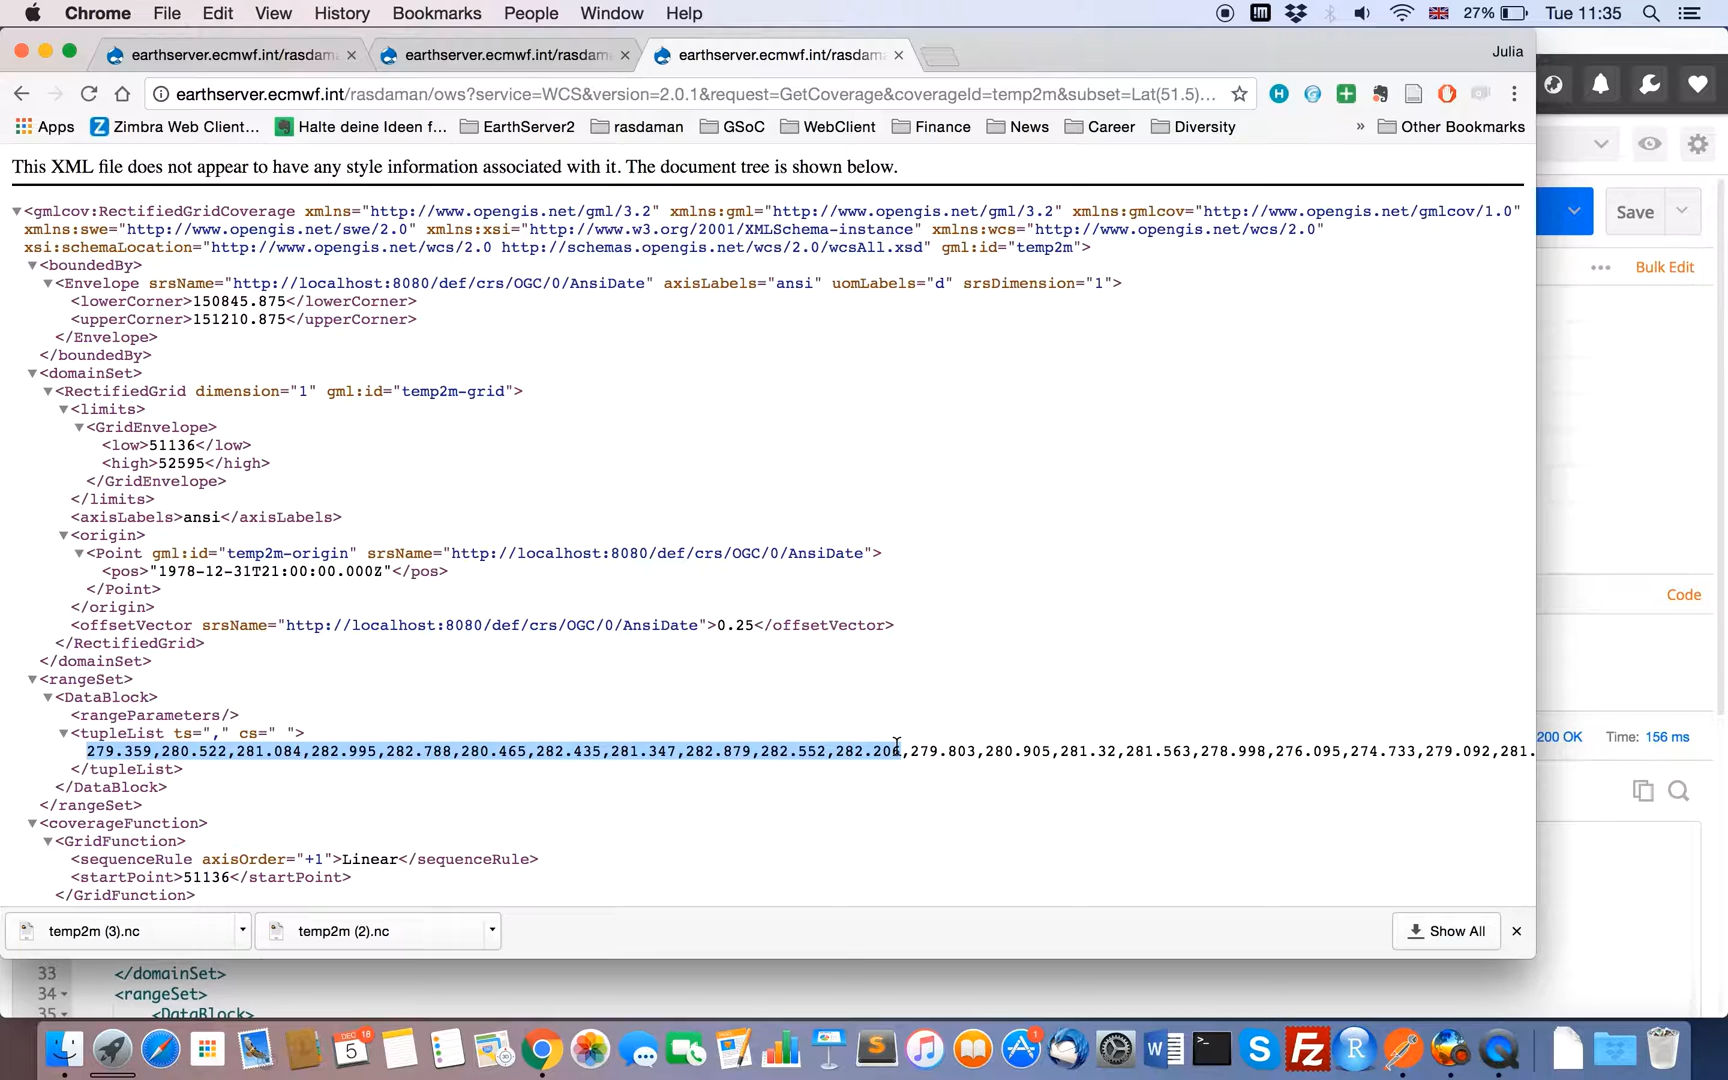 Chrome File Edit View History Bookmarks People Window Help 27% Tue 11:35
earthserver.ecmwf.int/rasdam earthserver.ecmwf.int/rasdam earthserver.ecmwf.int/rasdama Julia
earthserver.ecmwf.int/rasdaman/ows?service=WCS&version=2.0.1&request=GetCoverage&coverageId=temp2m&subset=Lat(51.5)...
Apps Zimbra Web Client... Halte deine Ideen f... EarthServer2 rasdaman GSoC WebClient Finance News Career Diversity » Other Bookmarks
This XML file does not appear to have any style information associated with it. The document tree is shown below.
<gmlcov:RectifiedGridCoverage xmlns="http://www.opengis.net/gml/3.2" xmlns:gml="http://www.opengis.net/gml/3.2" xmlns:gmlcov="http://www.opengis.net/gmlcov/1.0"
xmlns:swe="http://www.opengis.net/swe/2.0" xmlns:xsi="http://www.w3.org/2001/XMLSchema-instance" xmlns:wcs="http://www.opengis.net/wcs/2.0"
xsi:schemaLocation="http://www.opengis.net/wcs/2.0 http://schemas.opengis.net/wcs/2.0/wcsAll.xsd" gml:id="temp2m">
<boundedBy>
<Envelope srsName="http://localhost:8080/def/crs/OGC/0/AnsiDate" axisLabels="ansi" uomLabels="d" srsDimension="1">
<lowerCorner>150845.875</lowerCorner>
<upperCorner>151210.875</upperCorner>
</Envelope>
</boundedBy>
<domainSet>
<RectifiedGrid dimension="1" gml:id="temp2m-grid">
<limits>
<GridEnvelope>
<low>51136</low>
<high>52595</high>
</GridEnvelope>
</limits>
<axisLabels>ansi</axisLabels>
<origin>
<Point gml:id="temp2m-origin" srsName="http://localhost:8080/def/crs/OGC/0/AnsiDate">
<pos>"1978-12-31T21:00:00.000Z"</pos>
</Point>
</origin>
<offsetVector srsName="http://localhost:8080/def/crs/OGC/0/AnsiDate">0.25</offsetVector>
</RectifiedGrid>
</domainSet>
<rangeSet>
<DataBlock>
<rangeParameters/>
<tupleList ts="," cs=" ">
279.359,280.522,281.084,282.995,282.788,280.465,282.435,281.347,282.879,282.552,282.206,279.803,280.905,281.32,281.563,278.998,276.095,274.733,279.092,281.
</tupleList>
</DataBlock>
</rangeSet>
<coverageFunction>
<GridFunction>
<sequenceRule axisOrder="+1">Linear</sequenceRule>
<startPoint>51136</startPoint>
</GridFunction>
temp2m (3).nc temp2m (2).nc Show All
Save
Bulk Edit
Code
200 OK Time: 156 ms
33 </domainSet>
34 <rangeSet>
35 <DataBlock>
DEC 18
5
1